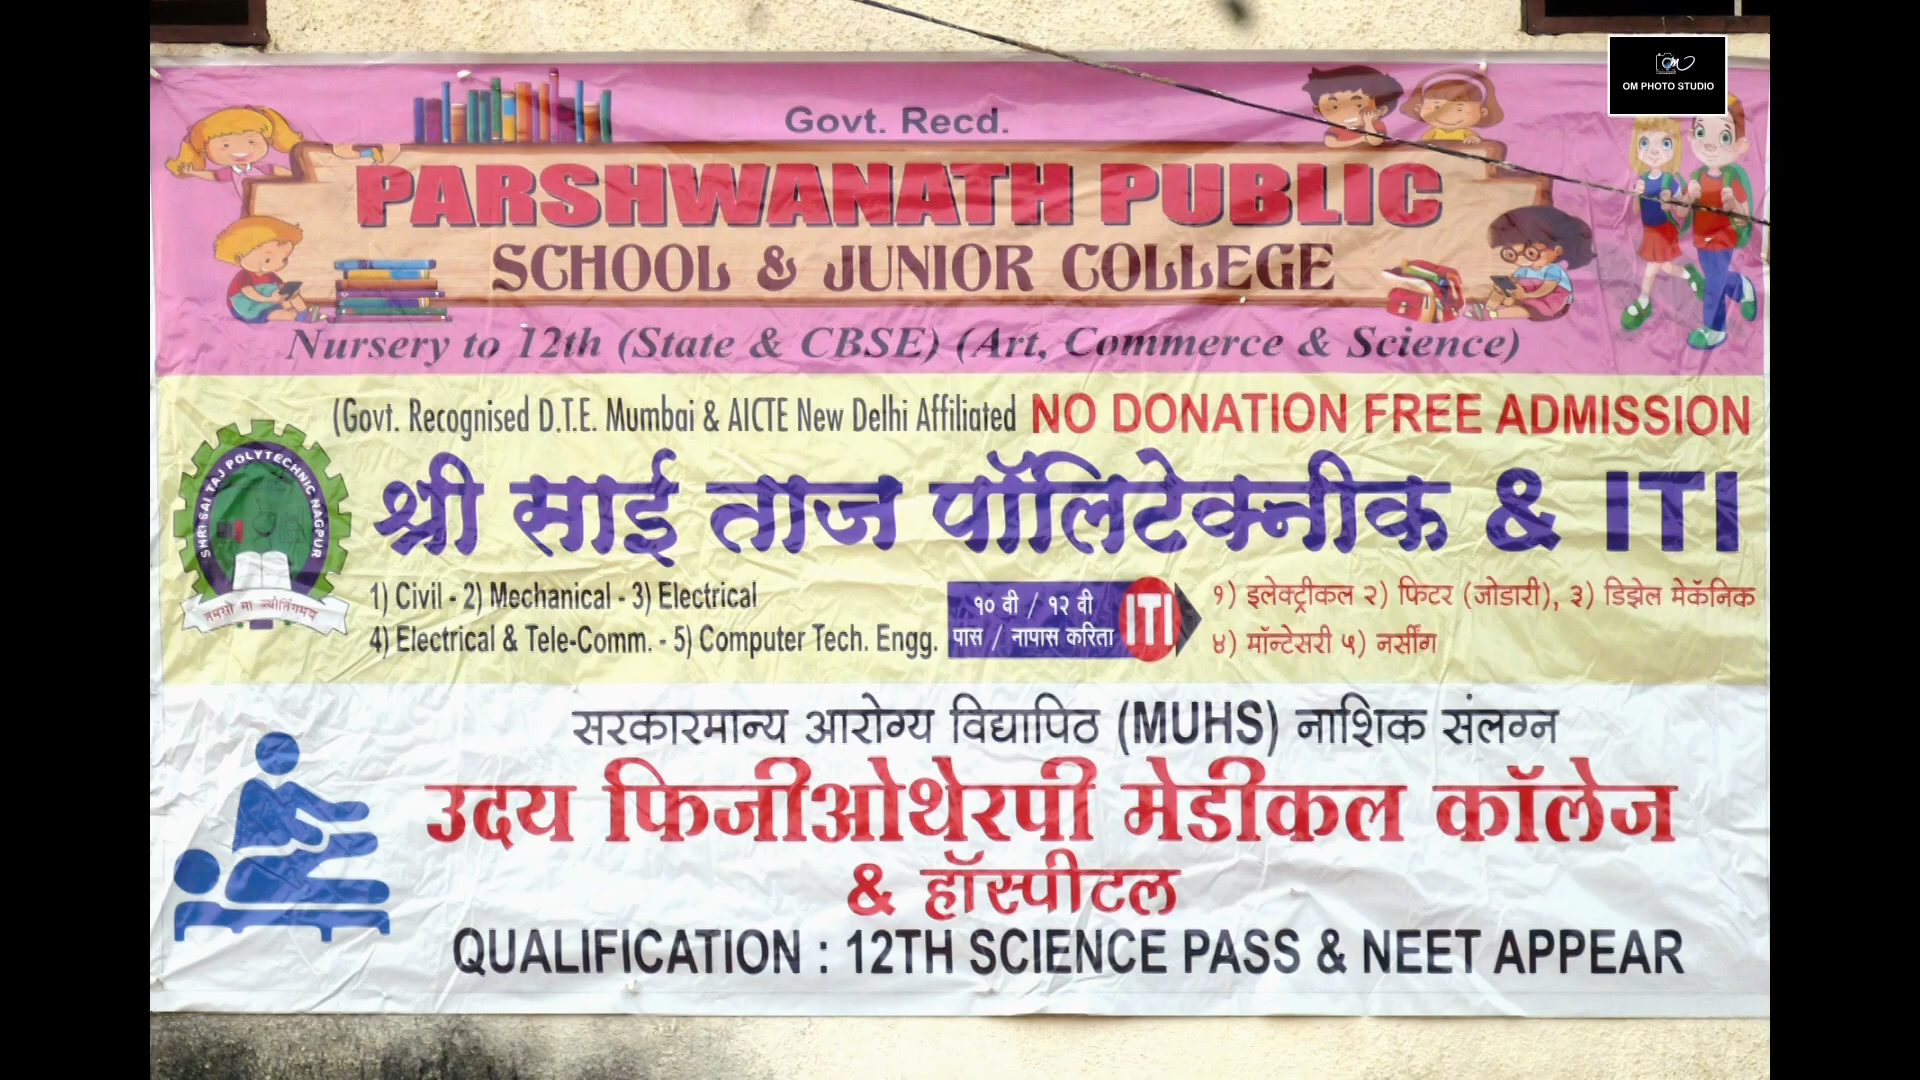 OM PHOTO STUDIO
Govt. Recd.
PARSHWANATH PUBLIC
SCHOOL & JUNIOR COLLEGE
Nursery to 12th (State & CBSE) (Art, Commerce & Science)
(Govt. Recognised D.T.E. Mumbai & AICTE New Delhi Affiliated NO DONATION FREE ADMISSION
SHRI SAI TAJ POLYTECHNIC NAGPUR
तमसो मा ज्योतिंगमय
श्री साई ताज पॉलिटेक्नीक & ITI
1) Civil - 2) Mechanical - 3) Electrical
4) Electrical & Tele-Comm. - 5) Computer Tech. Engg.
१० वी / १२ वी
पास / नापास करिता
ITI
१) इलेक्ट्रीकल २) फिटर (जोडारी), ३) डिझेल मेकॅनिक
४) मॉन्टेसरी ५) नर्सींग
सरकारमान्य आरोग्य विद्यापिठ (MUHS) नाशिक संलग्न
उदय फिजीओथेरपी मेडीकल कॉलेज
& हॉस्पीटल
QUALIFICATION : 12TH SCIENCE PASS & NEET APPEAR